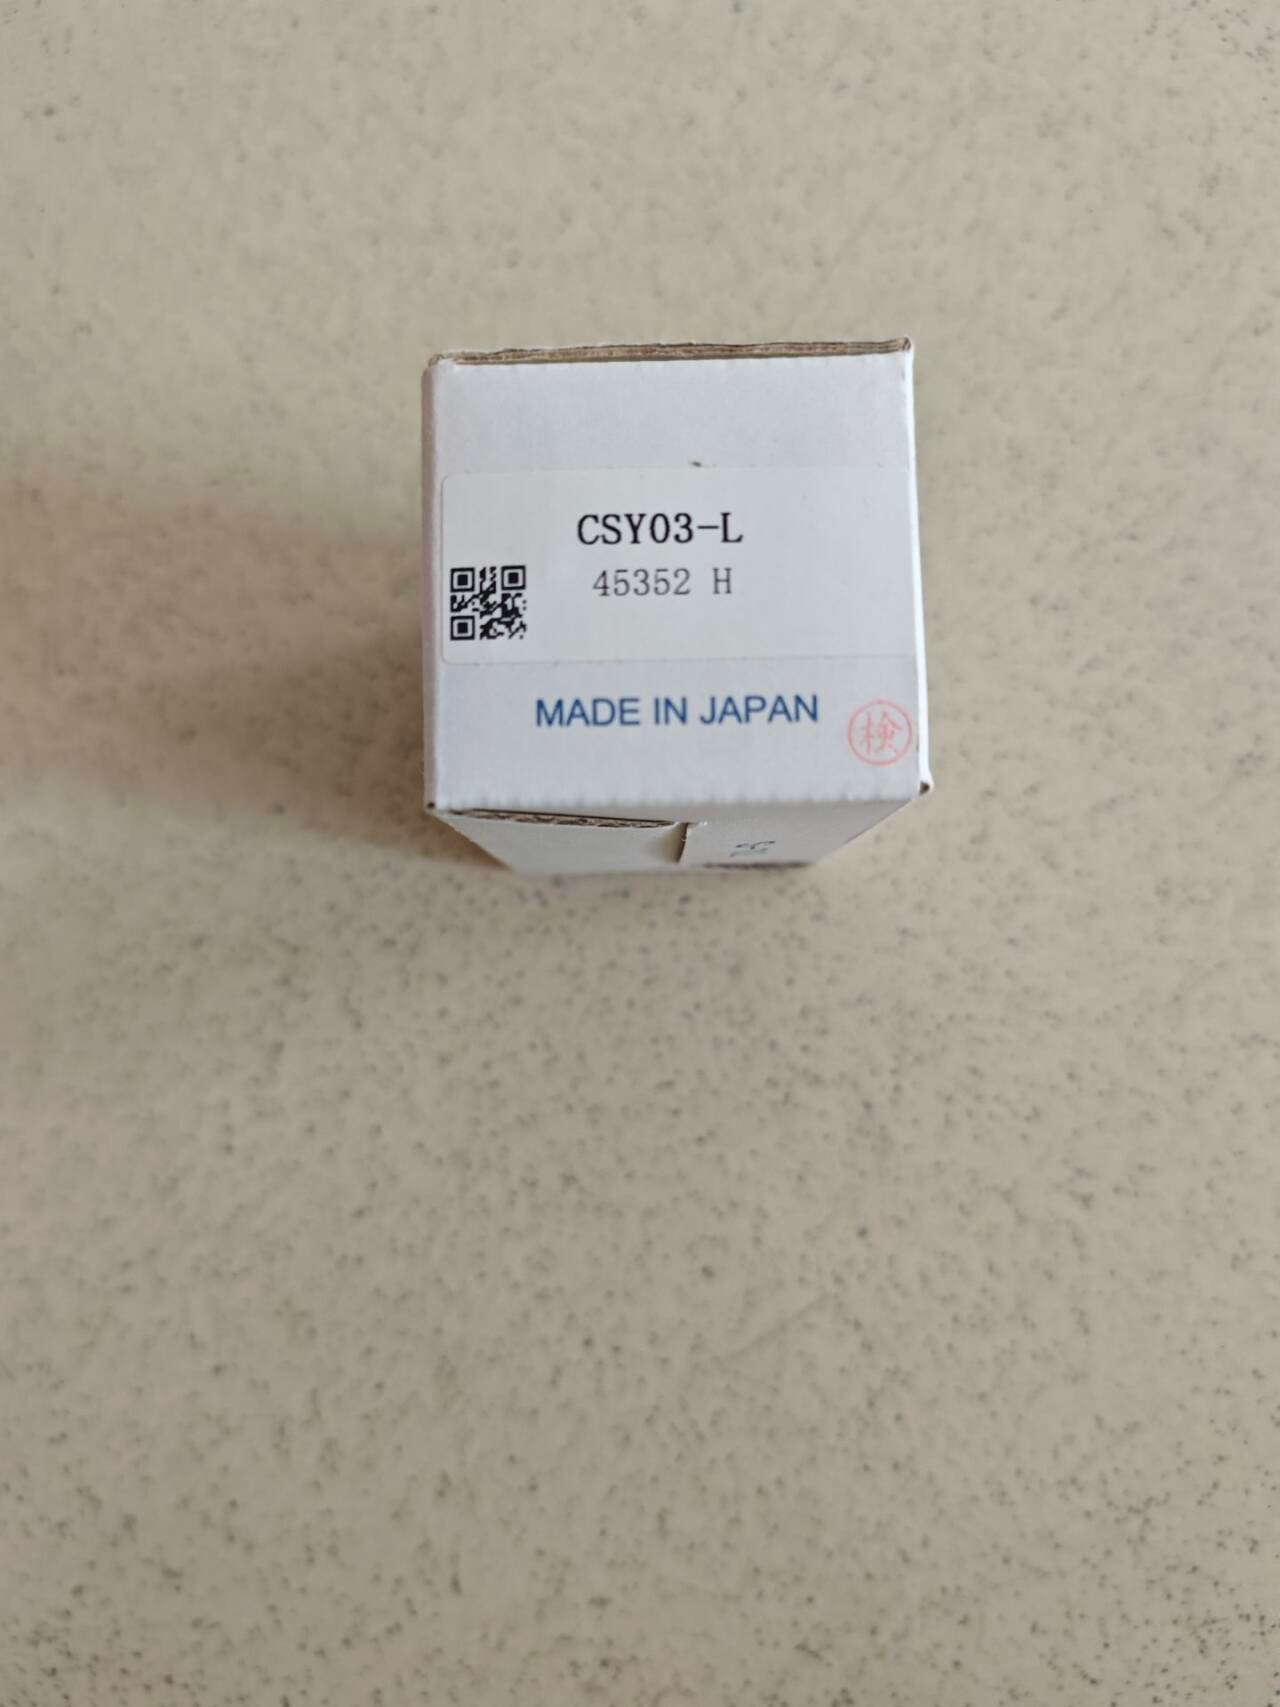 CSY03-L
45352 H
MADE IN JAPAN
検